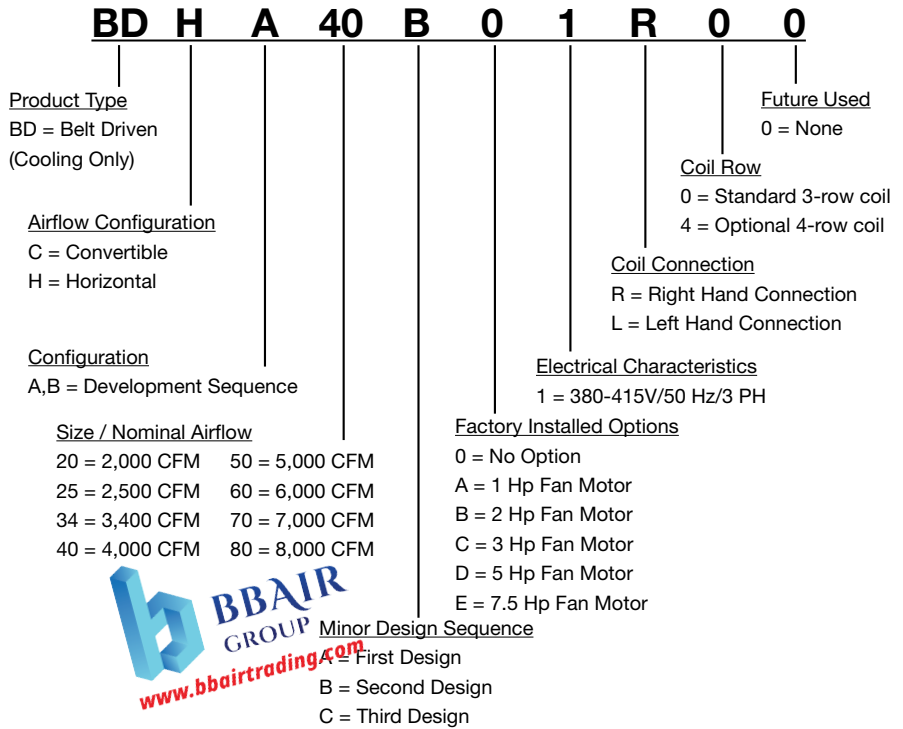 BD H A 40 B 0 1 R 0 0
Product Type
BD = Belt Driven
(Cooling Only)
Future Used
0 = None
Coil Row
0 = Standard 3-row coil
4 = Optional 4-row coil
Airflow Configuration
C = Convertible
H = Horizontal
Coil Connection
R = Right Hand Connection
L = Left Hand Connection
Configuration
A,B = Development Sequence
Electrical Characteristics
1 = 380-415V/50 Hz/3 PH
Size / Nominal Airflow
20 = 2,000 CFM 50 = 5,000 CFM
25 = 2,500 CFM 60 = 6,000 CFM
34 = 3,400 CFM 70 = 7,000 CFM
40 = 4,000 CFM 80 = 8,000 CFM
Factory Installed Options
0 = No Option
A = 1 Hp Fan Motor
B = 2 Hp Fan Motor
C = 3 Hp Fan Motor
D = 5 Hp Fan Motor
E = 7.5 Hp Fan Motor
BBAIR
GROUP
www.bbairtrading.com
Minor Design Sequence
A = First Design
B = Second Design
C = Third Design